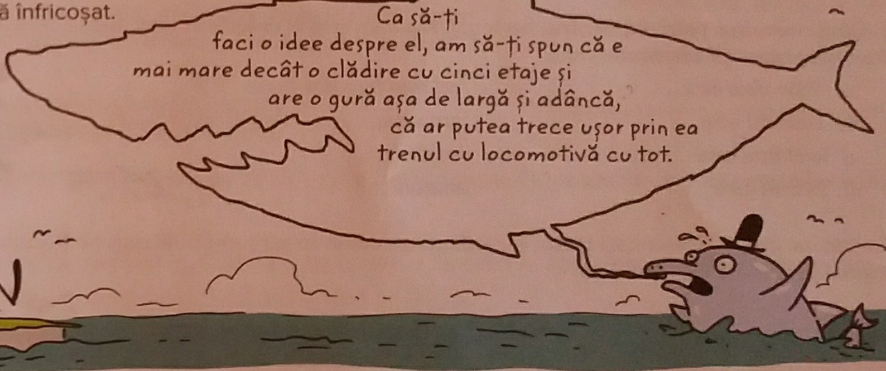 ă înfricoșat.
Ca să-ți
faci o idee despre el, am să-ți spun că e
mai mare decât o clădire cu cinci etaje și
are o gură așa de largă și adâncă,
că ar putea trece ușor prin ea
trenul cu locomotivă cu tot.